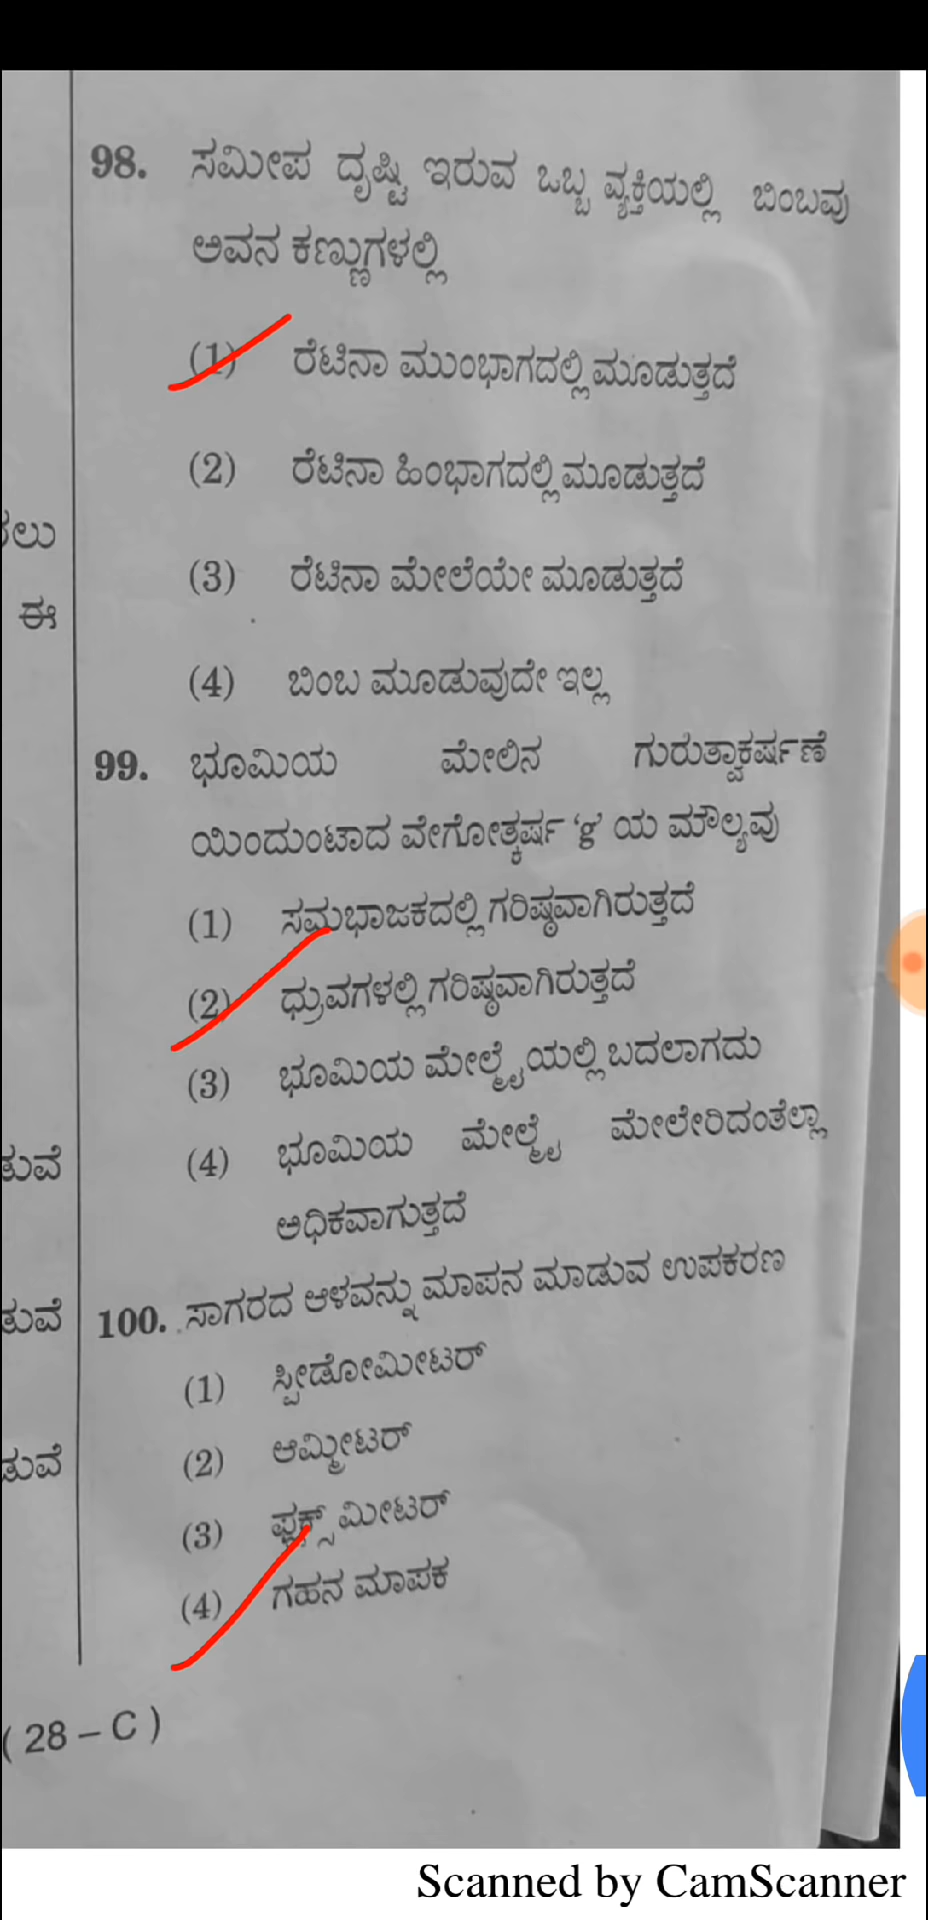 98. ಸಮೀಪ ದೃಷ್ಟಿ ಇರುವ ಒಬ್ಬ ವ್ಯಕ್ತಿಯಲ್ಲಿ ಬಿಂಬವು
ಅವನ ಕಣ್ಣುಗಳಲ್ಲಿ
(1) ರೆಟಿನಾ ಮುಂಭಾಗದಲ್ಲಿ ಮೂಡುತ್ತದೆ
(2) ರೆಟಿನಾ ಹಿಂಭಾಗದಲ್ಲಿ ಮೂಡುತ್ತದೆ
(3) ರೆಟಿನಾ ಮೇಲೆಯೇ ಮೂಡುತ್ತದೆ
ಈ
(4) ಬಿಂಬ ಮೂಡುವುದೇ ಇಲ್ಲ
99. ಭೂಮಿಯ ಮೇಲಿನ ಗುರುತ್ವಾಕರ್ಷಣೆ
ಯಿಂದುಂಟಾದ ವೇಗೋತ್ಕರ್ಷ 'g' ಯ ಮೌಲ್ಯವು
(1) ಸಮಭಾಜಕದಲ್ಲಿ ಗರಿಷ್ಠವಾಗಿರುತ್ತದೆ
(2) ಧ್ರುವಗಳಲ್ಲಿ ಗರಿಷ್ಠವಾಗಿರುತ್ತದೆ
(3) ಭೂಮಿಯ ಮೇಲ್ಮೈಯಲ್ಲಿ ಬದಲಾಗದು
(4) ಭೂಮಿಯ ಮೇಲ್ಮೈ ಮೇಲೇರಿದಂತೆಲ್ಲಾ
ಅಧಿಕವಾಗುತ್ತದೆ
100. ಸಾಗರದ ಆಳವನ್ನು ಮಾಪನ ಮಾಡುವ ಉಪಕರಣ
(1) ಸ್ಪೀಡೋಮೀಟರ್
(2) ಆಮ್ಮೀಟರ್
(3) ಫ್ಲಕ್ಸ್ ಮೀಟರ್
(4) ಗಹನ ಮಾಪಕ
( 28 – C )
Scanned by CamScanner